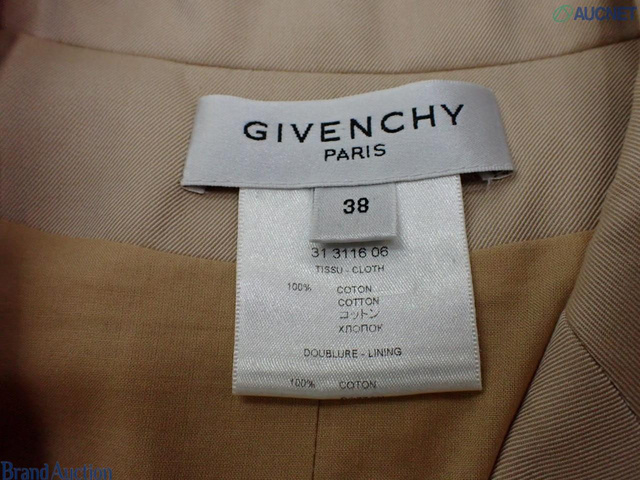 AUCNET
GIVENCHY
PARIS
38
31 3116 06
TISSU - CLOTH
100% COTON
COTTON
コットン
ХЛОПОК
DOUBLURE - LINING
100% COTON
Brand Auction